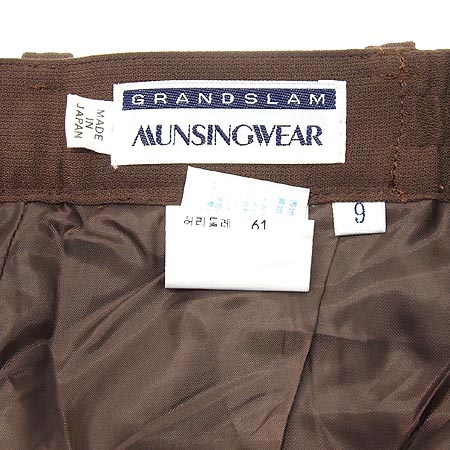 GRANDSLAM
MUNSINGWEAR
MADE
IN
JAPAN
허리둘레 61
9